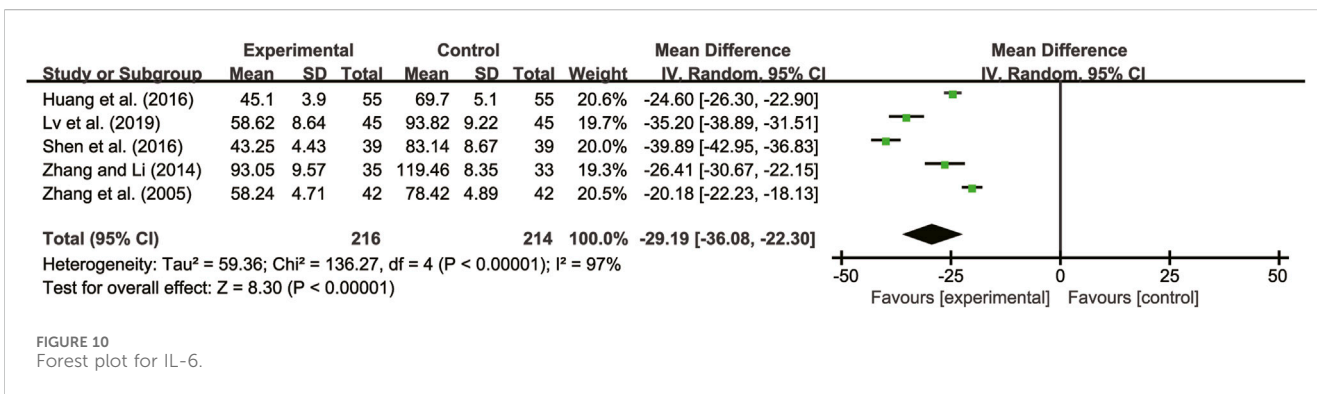 Experimental Control Mean Difference Mean Difference
Study or Subgroup Mean SD Total Mean SD Total Weight IV, Random, 95% CI IV, Random, 95% CI
Huang et al. (2016) 45.1 3.9 55 69.7 5.1 55 20.6% -24.60 [-26.30, -22.90]
Lv et al. (2019) 58.62 8.64 45 93.82 9.22 45 19.7% -35.20 [-38.89, -31.51]
Shen et al. (2016) 43.25 4.43 39 83.14 8.67 39 20.0% -39.89 [-42.95, -36.83]
Zhang and Li (2014) 93.05 9.57 35 119.46 8.35 33 19.3% -26.41 [-30.67, -22.15]
Zhang et al. (2005) 58.24 4.71 42 78.42 4.89 42 20.5% -20.18 [-22.23, -18.13]
Total (95% CI) 216 214 100.0% -29.19 [-36.08, -22.30]
Heterogeneity: Tau² = 59.36; Chi² = 136.27, df = 4 (P < 0.00001); I² = 97%
Test for overall effect: Z = 8.30 (P < 0.00001)
-50 -25 0 25 50
Favours [experimental] Favours [control]
FIGURE 10
Forest plot for IL-6.